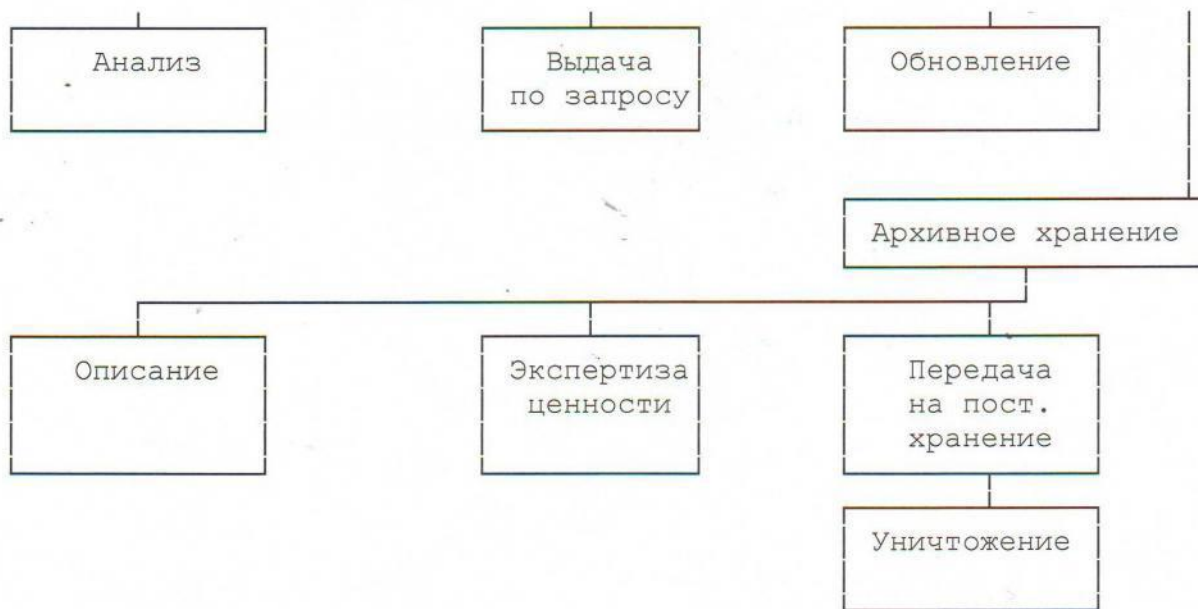 Анализ
Выдача
по запросу
Обновление
Архивное хранение
Описание
Экспертиза
ценности
Передача
на пост.
хранение
Уничтожение